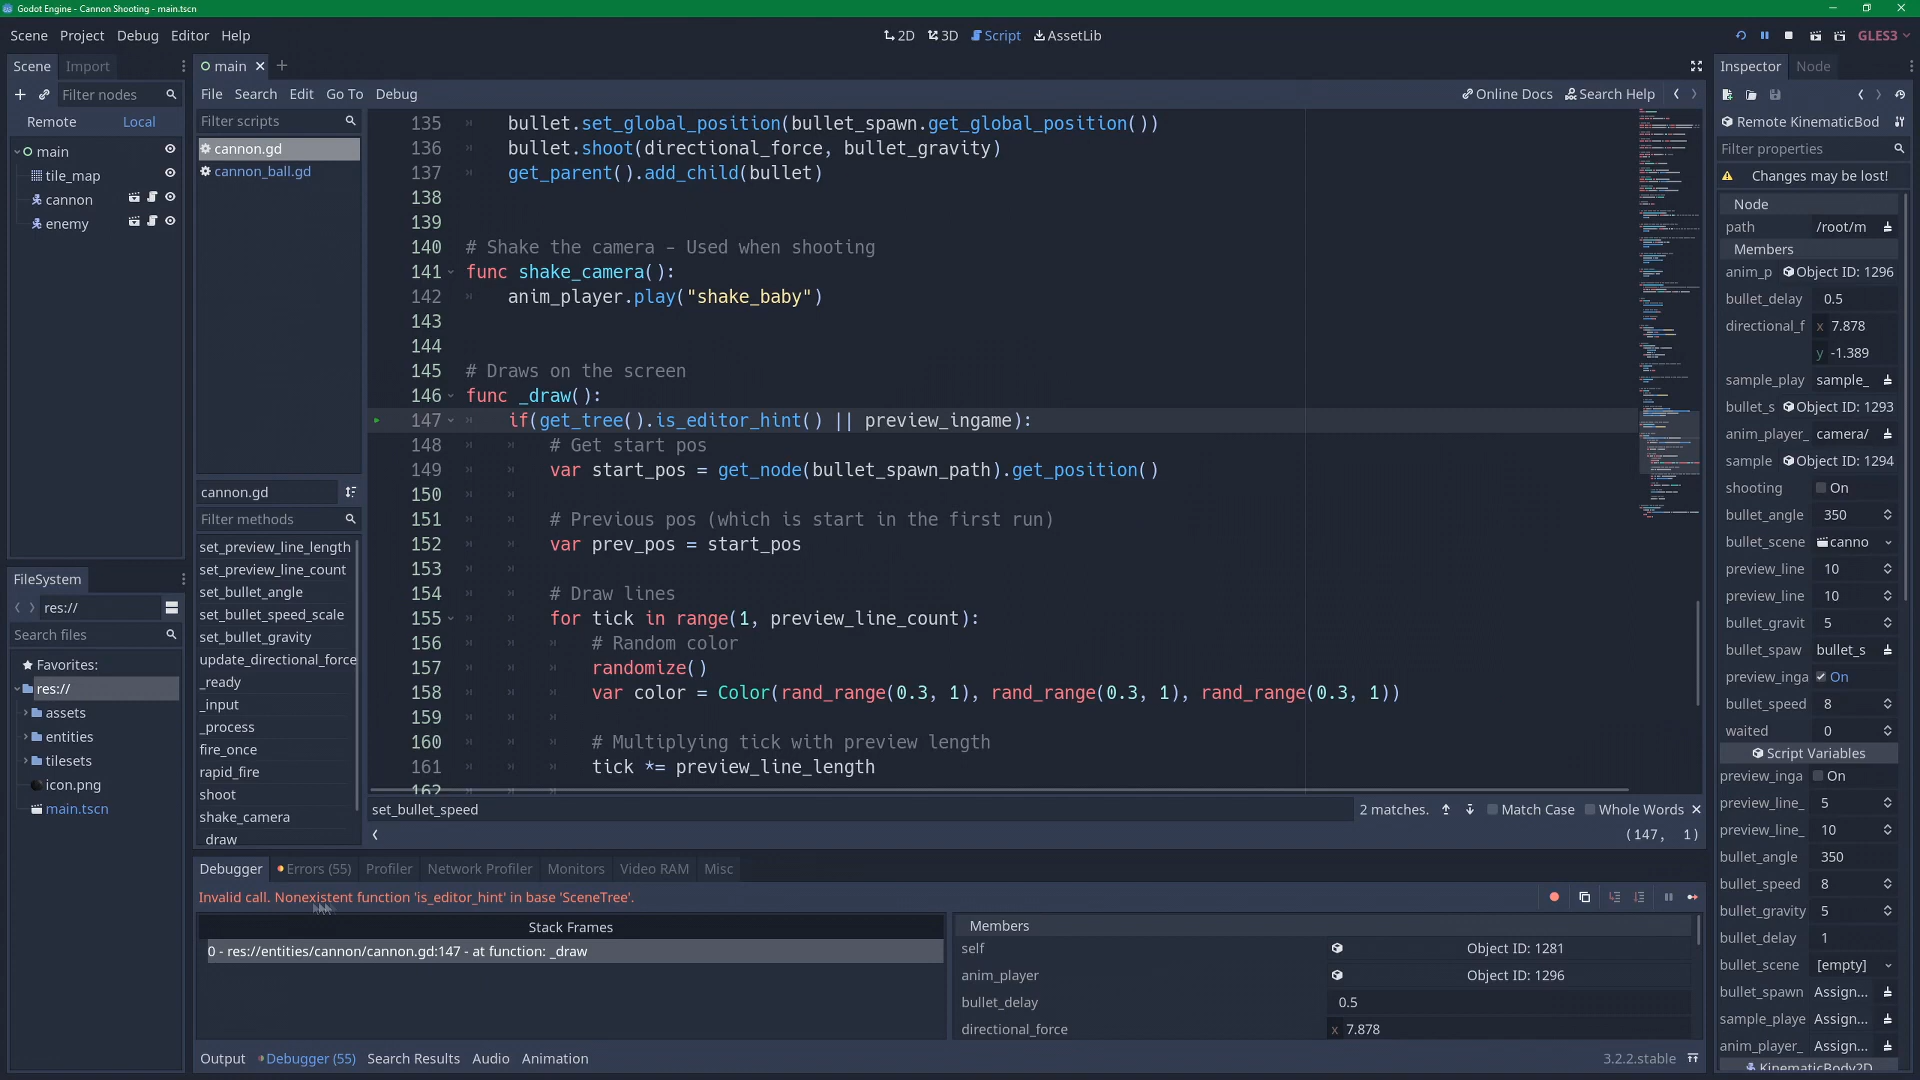 Godot Engine - Cannon Shooting - main.tscn
Scene Project Debug Editor Help
2D 3D Script AssetLib
GLES3
Scene Import
Filter nodes
Remote Local
main
tile_map
cannon
enemy
FileSystem
res://
Search files
Favorites:
res://
assets
entities
tilesets
icon.png
main.tscn
main
File Search Edit Go To Debug
Online Docs Search Help
Filter scripts
cannon.gd
cannon_ball.gd
cannon.gd
Filter methods
set_preview_line_length
set_preview_line_count
set_bullet_angle
set_bullet_speed_scale
set_bullet_gravity
update_directional_force
_ready
_input
_process
fire_once
rapid_fire
shoot
shake_camera
_draw
135 bullet.set_global_position(bullet_spawn.get_global_position())
136 bullet.shoot(directional_force, bullet_gravity)
137 get_parent().add_child(bullet)
138
139
140 # Shake the camera - Used when shooting
141 func shake_camera():
142 anim_player.play("shake_baby")
143
144
145 # Draws on the screen
146 func _draw():
147 if(get_tree().is_editor_hint() || preview_ingame):
148 # Get start pos
149 var start_pos = get_node(bullet_spawn_path).get_position()
150
151 # Previous pos (which is start in the first run)
152 var prev_pos = start_pos
153
154 # Draw lines
155 for tick in range(1, preview_line_count):
156 # Random color
157 randomize()
158 var color = Color(rand_range(0.3, 1), rand_range(0.3, 1), rand_range(0.3, 1))
159
160 # Multiplying tick with preview length
161 tick *= preview_line_length
162
set_bullet_speed 2 matches. Match Case Whole Words
(147, 1)
Debugger Errors (55) Profiler Network Profiler Monitors Video RAM Misc
Invalid call. Nonexistent function 'is_editor_hint' in base 'SceneTree'.
Stack Frames
0 - res://entities/cannon/cannon.gd:147 - at function: _draw
Members
self Object ID: 1281
anim_player Object ID: 1296
bullet_delay 0.5
directional_force x 7.878
Output Debugger (55) Search Results Audio Animation
3.2.2.stable
Inspector Node
Remote KinematicBod
Filter properties
Changes may be lost!
Node
path /root/m
Members
anim_p Object ID: 1296
bullet_delay 0.5
directional_f x 7.878
y -1.389
sample_play sample_
bullet_s Object ID: 1293
anim_player_ camera/
sample Object ID: 1294
shooting On
bullet_angle 350
bullet_scene canno
preview_line 10
preview_line 10
bullet_gravit 5
bullet_spaw bullet_s
preview_inga On
bullet_speed 8
waited 0
Script Variables
preview_inga On
preview_line_ 5
preview_line_ 10
bullet_angle 350
bullet_speed 8
bullet_gravity 5
bullet_delay 1
bullet_scene [empty]
bullet_spawn Assign...
sample_playe Assign...
anim_player_ Assign...
KinematicBody2D